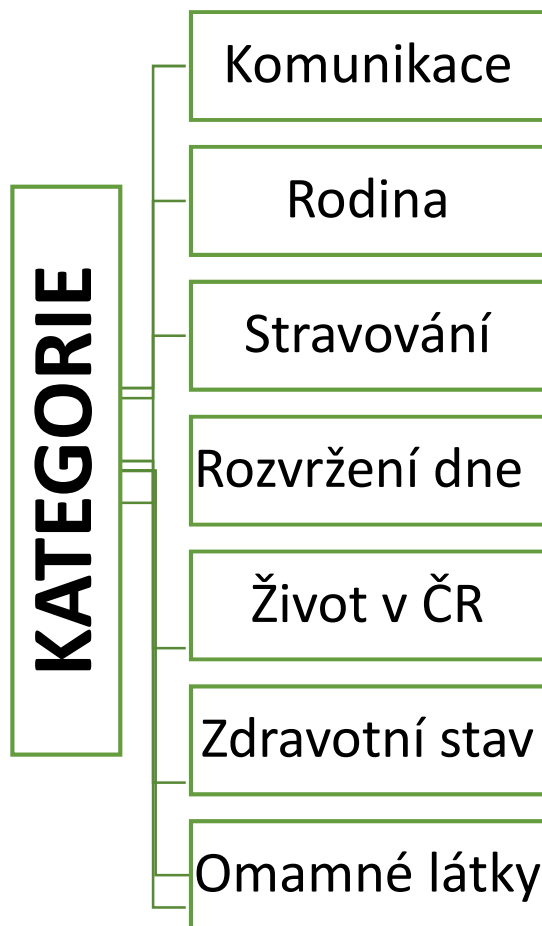 KATEGORIE
Komunikace
Rodina
Stravování
Rozvržení dne
Život v ČR
Zdravotní stav
Omamné látky